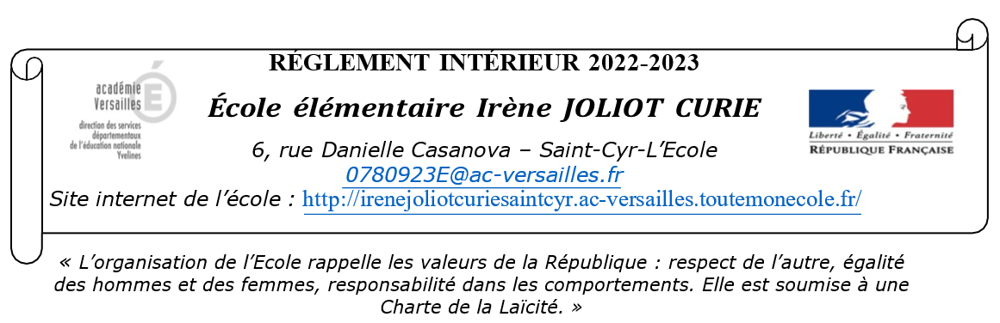 RÉGLEMENT INTÉRIEUR 2022-2023
académie
Versailles
direction des services
départementaux
de l'éducation nationale
Yvelines
École élémentaire Irène JOLIOT CURIE
Liberté • Égalité • Fraternité
RÉPUBLIQUE FRANÇAISE
6, rue Danielle Casanova – Saint-Cyr-L’Ecole
0780923E@ac-versailles.fr
Site internet de l’école : http://irenejoliotcuriesaintcyr.ac-versailles.toutemonecole.fr/
« L’organisation de l’Ecole rappelle les valeurs de la République : respect de l’autre, égalité
des hommes et des femmes, responsabilité dans les comportements. Elle est soumise à une
Charte de la Laïcité. »